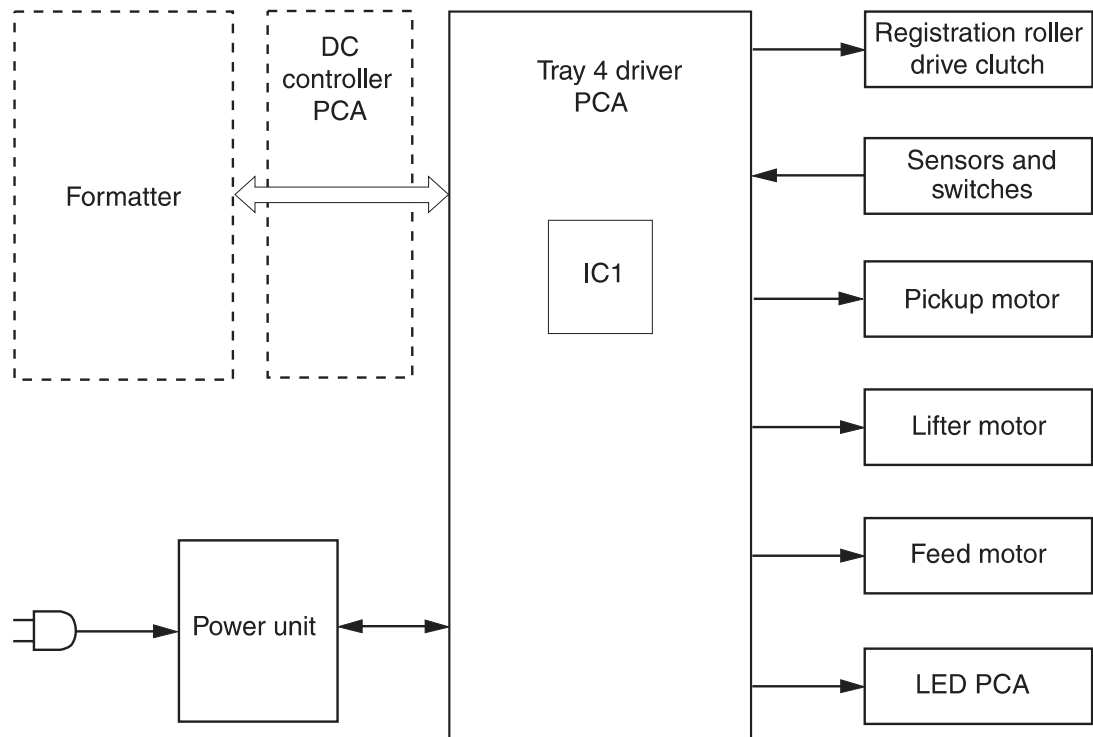 Formatter
DC
controller
PCA
Tray 4 driver
PCA
IC1
Power unit
Registration roller
drive clutch
Sensors and
switches
Pickup motor
Lifter motor
Feed motor
LED PCA